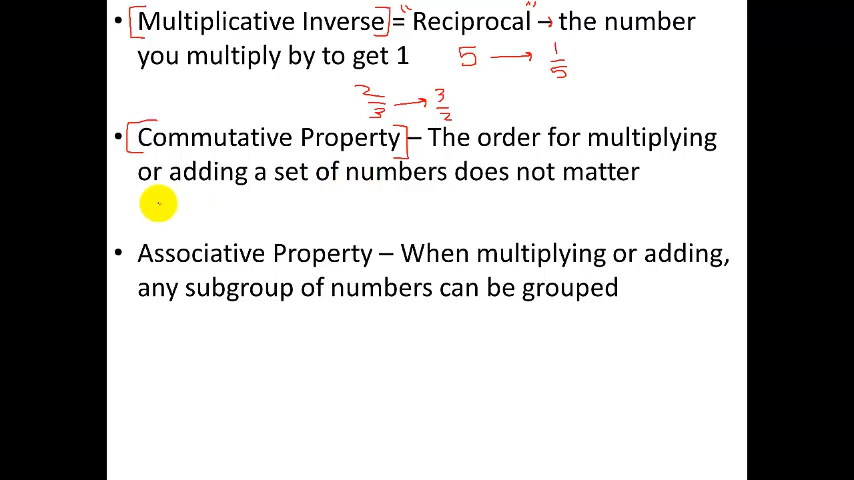 • [Multiplicative Inverse] = "Reciprocal" → the number
you multiply by to get 1 5 → 1/5
2/3 → 3/2
• [Commutative Property] – The order for multiplying
or adding a set of numbers does not matter
• Associative Property – When multiplying or adding,
any subgroup of numbers can be grouped